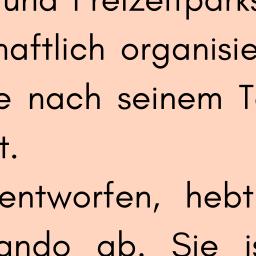 und Freizeitparks
haftlich organisie
e nach seinem T
t.
entworfen, hebt
ando ab. Sie is